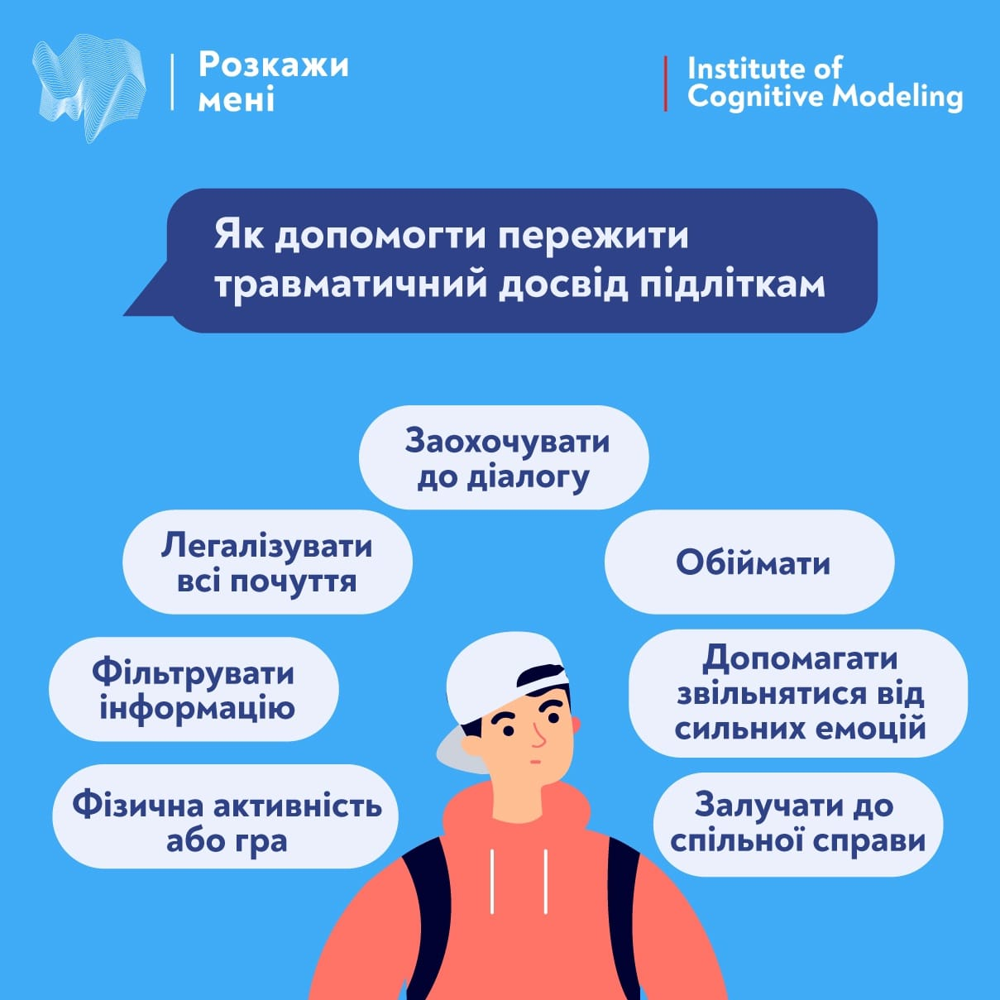 Розкажи
мені
Institute of
Cognitive Modeling
Як допомогти пережити
травматичний досвід підліткам
Заохочувати
до діалогу
Легалізувати
всі почуття
Обіймати
Фільтрувати
інформацію
Допомагати
звільнятися від
сильних емоцій
Фізична активність
або гра
Залучати до
спільної справи